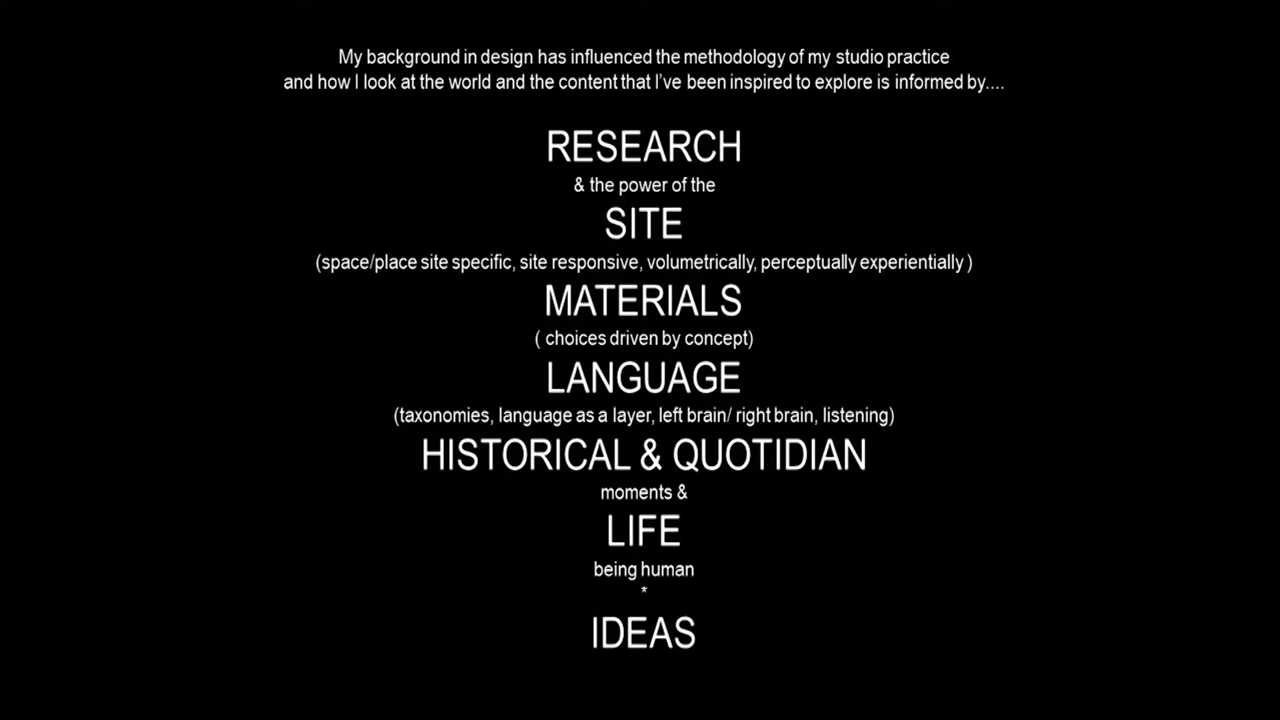 My background in design has influenced the methodology of my studio practice
and how I look at the world and the content that I've been inspired to explore is informed by....
RESEARCH
& the power of the
SITE
(space/place site specific, site responsive, volumetrically, perceptually experientially )
MATERIALS
( choices driven by concept)
LANGUAGE
(taxonomies, language as a layer, left brain/ right brain, listening)
HISTORICAL & QUOTIDIAN
moments &
LIFE
being human
*
IDEAS